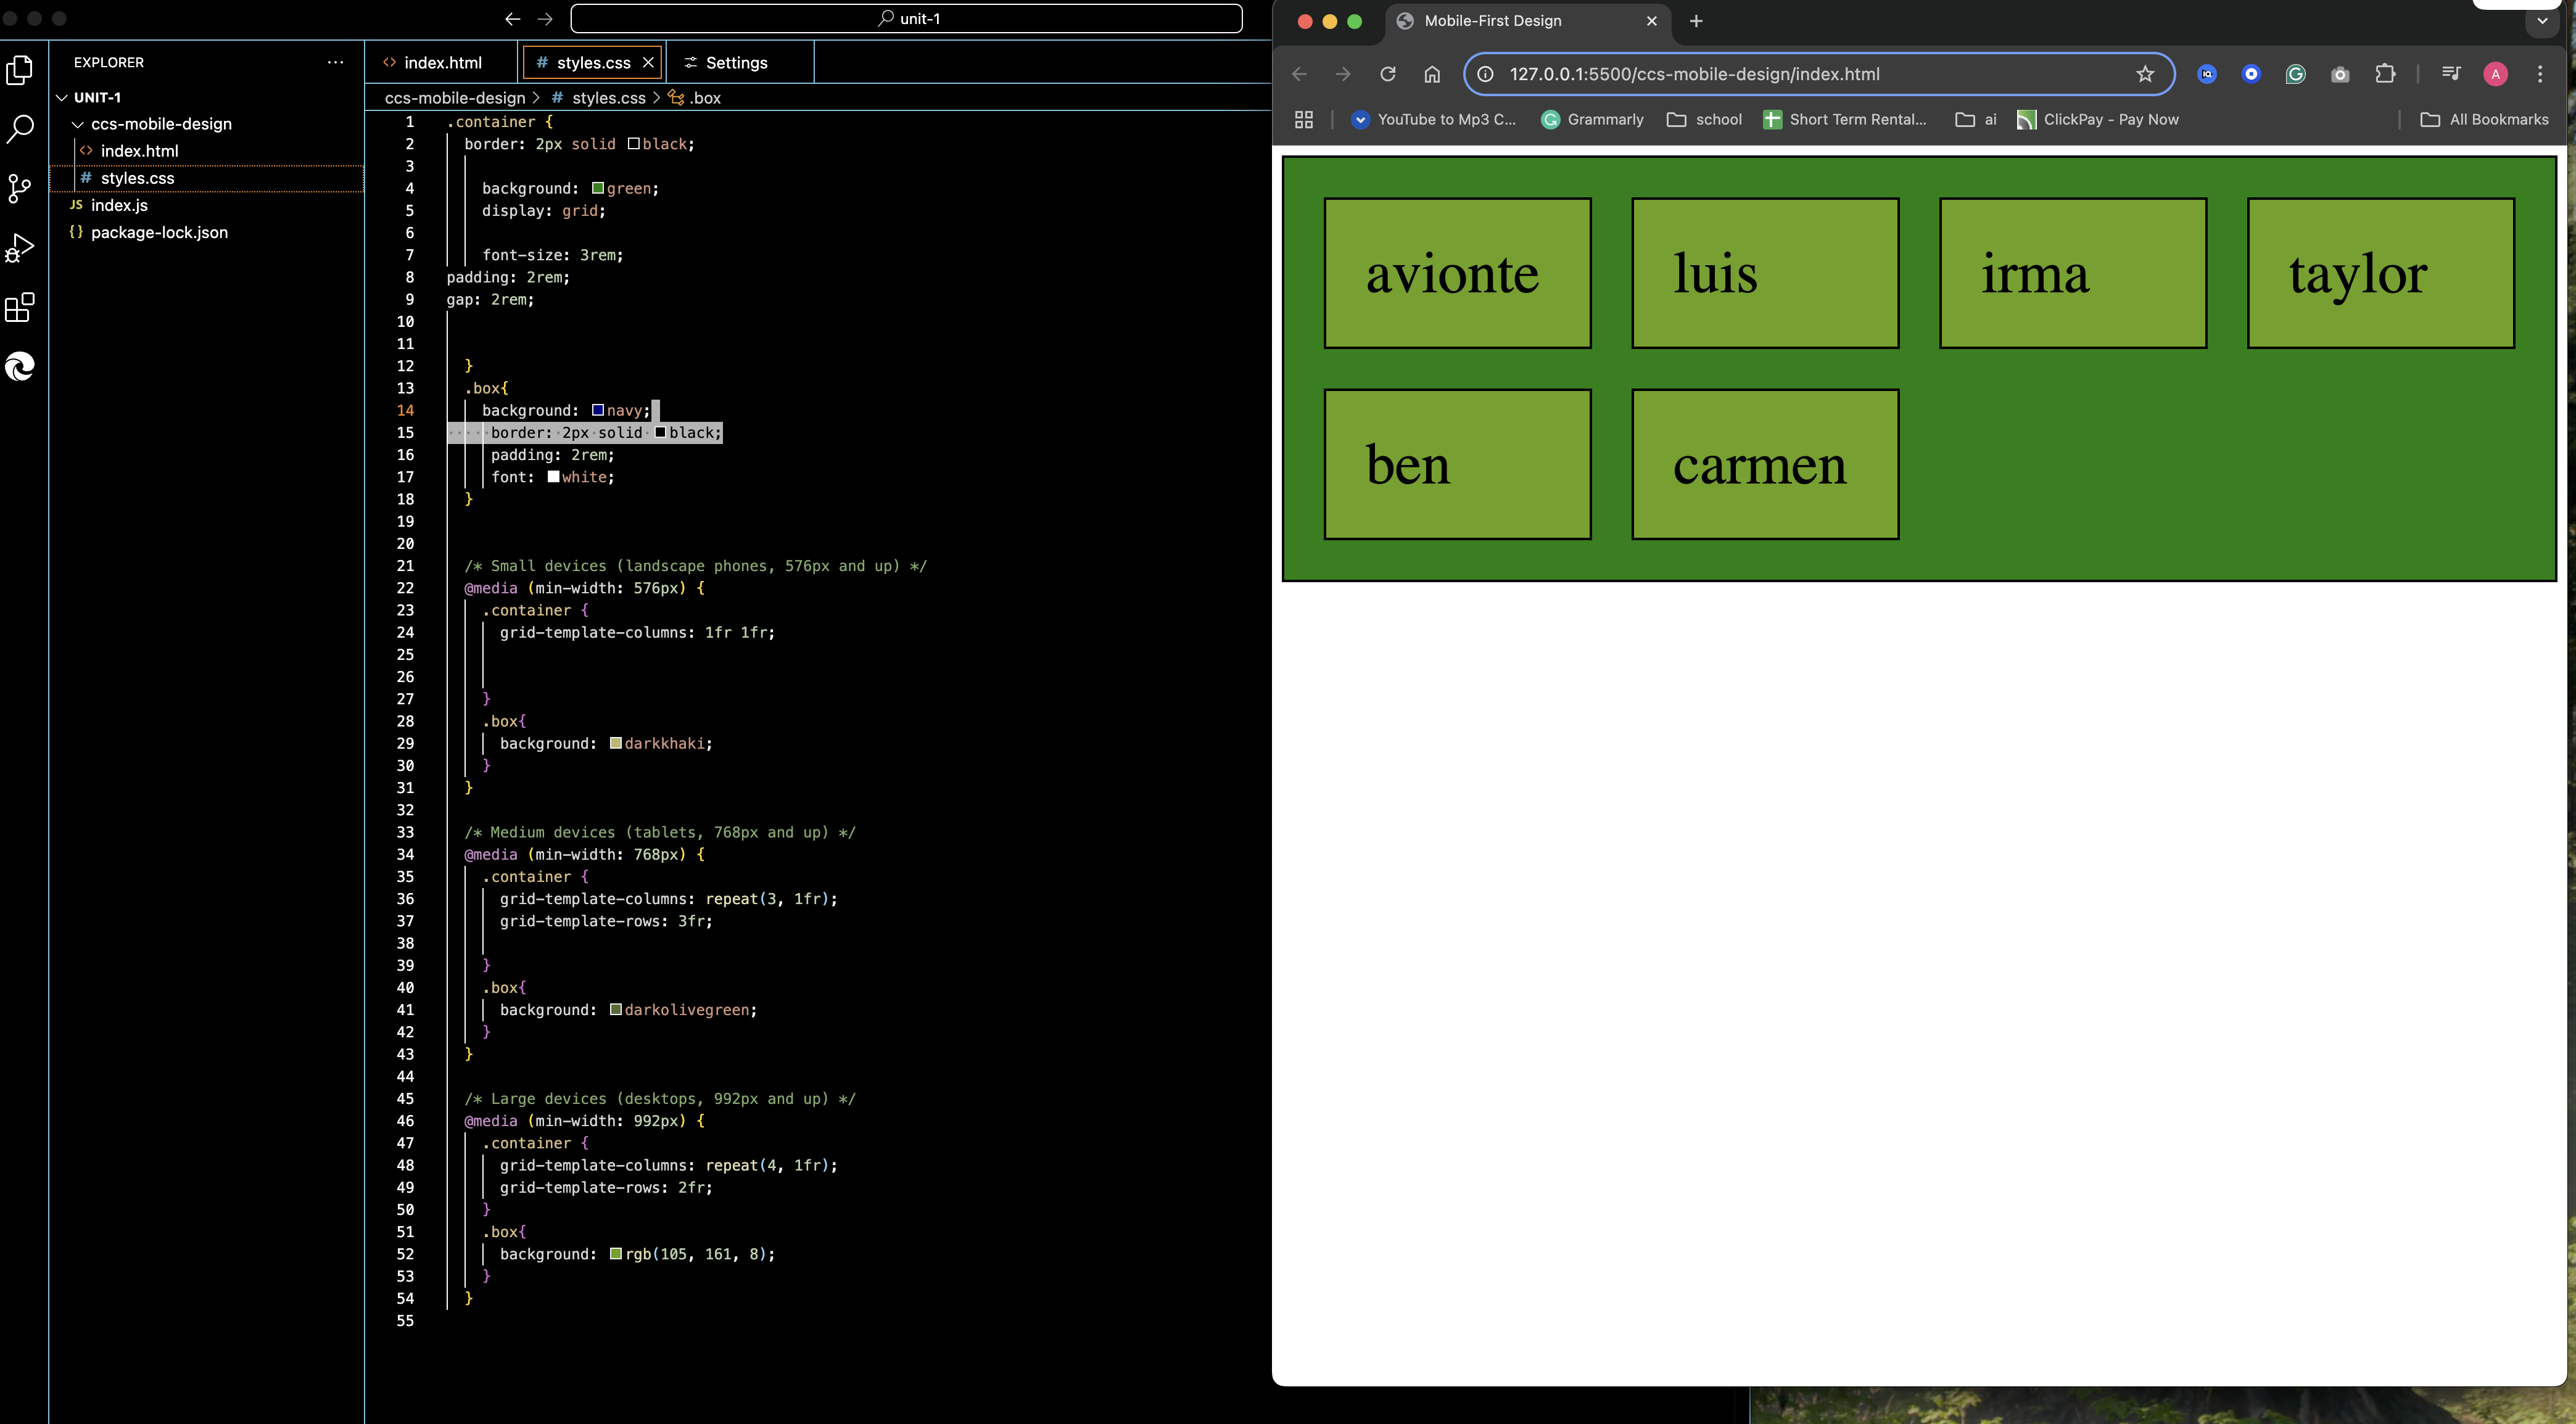 unit-1
EXPLORER
UNIT-1
ccs-mobile-design
index.html
styles.css
index.js
package-lock.json
index.html
styles.css
Settings
ccs-mobile-design > # styles.css > .box
1 .container {
2 border: 2px solid black;
3
4 background: green;
5 display: grid;
6
7 font-size: 3rem;
8 padding: 2rem;
9 gap: 2rem;
10
11
12 }
13 .box{
14 background: navy;
15 border: 2px solid black;
16 padding: 2rem;
17 font: white;
18 }
19
20
21 /* Small devices (landscape phones, 576px and up) */
22 @media (min-width: 576px) {
23 .container {
24 grid-template-columns: 1fr 1fr;
25
26
27 }
28 .box{
29 background: darkkhaki;
30 }
31 }
32
33 /* Medium devices (tablets, 768px and up) */
34 @media (min-width: 768px) {
35 .container {
36 grid-template-columns: repeat(3, 1fr);
37 grid-template-rows: 3fr;
38
39 }
40 .box{
41 background: darkolivegreen;
42 }
43 }
44
45 /* Large devices (desktops, 992px and up) */
46 @media (min-width: 992px) {
47 .container {
48 grid-template-columns: repeat(4, 1fr);
49 grid-template-rows: 2fr;
50 }
51 .box{
52 background: rgb(105, 161, 8);
53 }
54 }
55
Mobile-First Design
127.0.0.1:5500/ccs-mobile-design/index.html
A
YouTube to Mp3 C...
Grammarly
school
Short Term Rental...
ai
ClickPay - Pay Now
All Bookmarks
avionte
luis
irma
taylor
ben
carmen